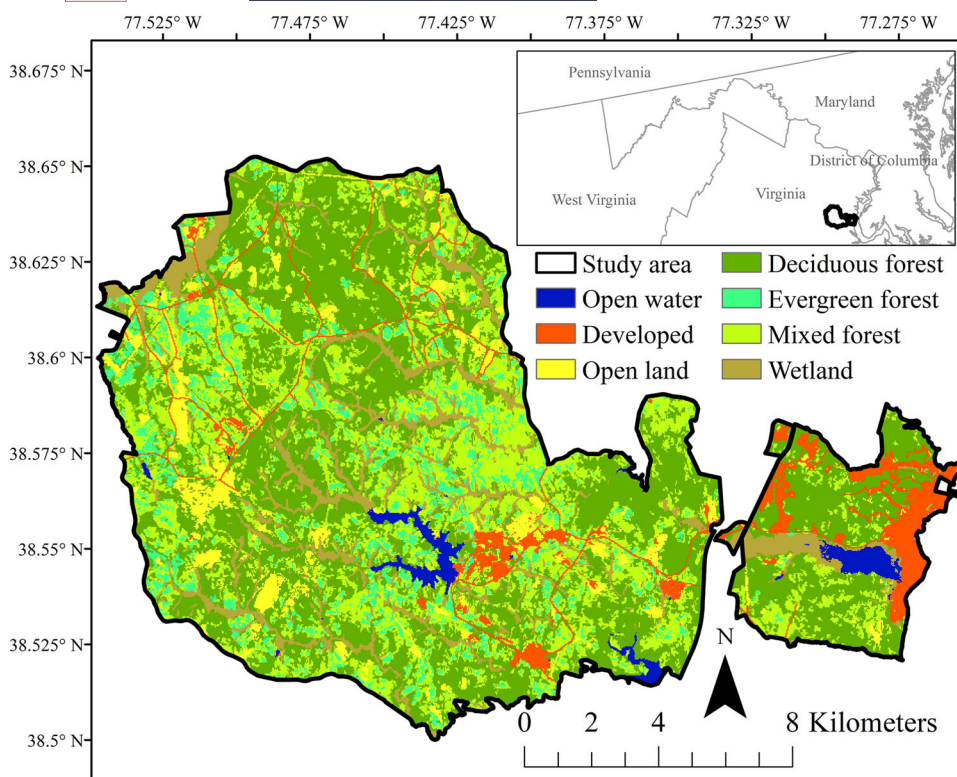 77.525° W 77.475° W 77.425° W 77.375° W 77.325° W 77.275° W
38.675° N
38.65° N
38.625° N
38.6° N
38.575° N
38.55° N
38.525° N
38.5° N
Pennsylvania
Maryland
District of Columbia
West Virginia
Virginia
Study area
Open water
Developed
Open land
Deciduous forest
Evergreen forest
Mixed forest
Wetland
N
0 2 4 8 Kilometers